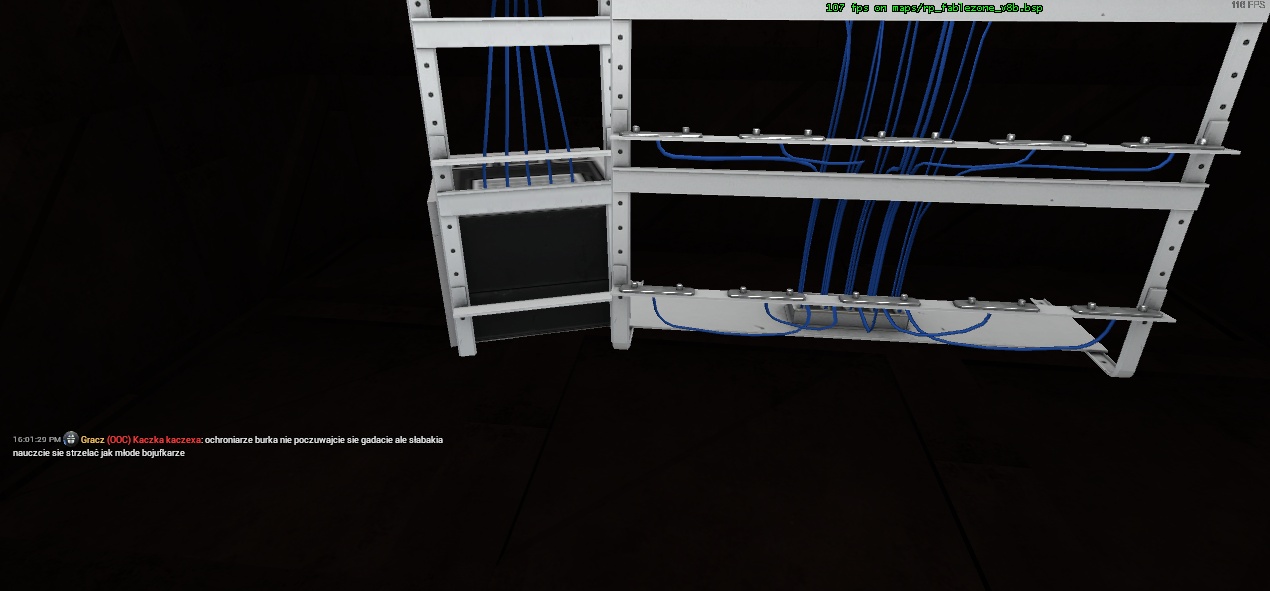 107 fps on maps/rp_fablezone_v8b.bsp
110 FPS
16:01:29 PM Gracz (OOC) Kaczka kaczexa: ochroniarze burka nie poczuwajcie sie gadacie ale słabakia
nauczcie sie strzelać jak młode bojufkarze